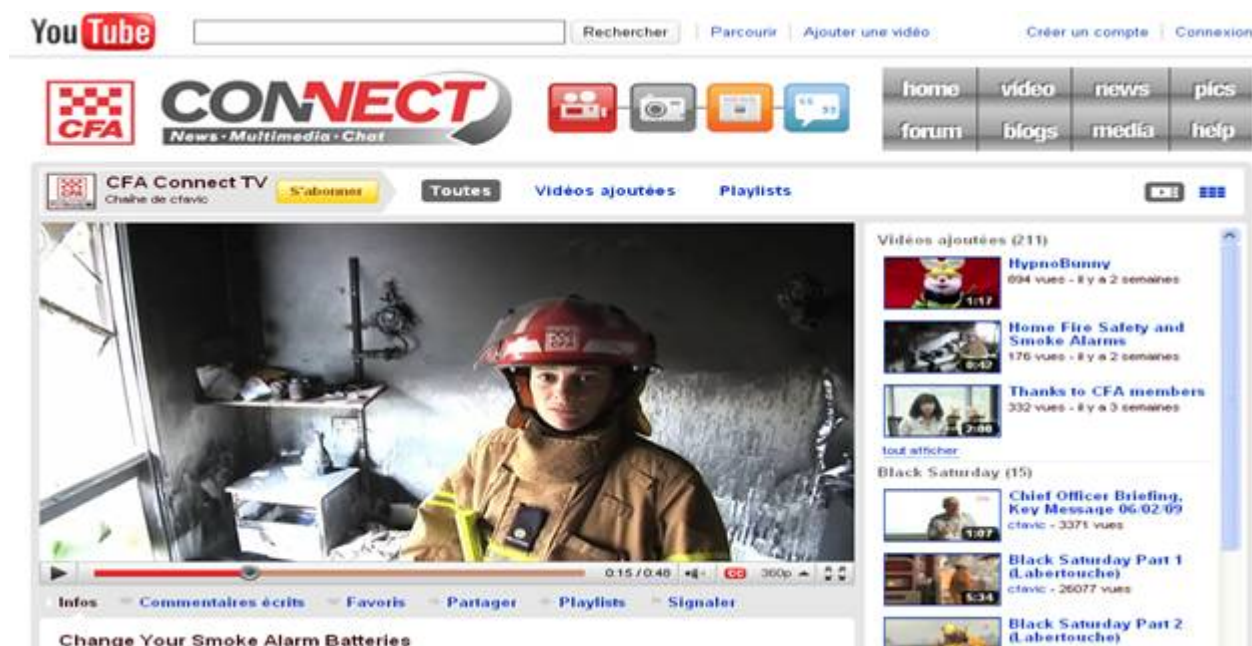 YouTube
Rechercher
Parcourir
Ajouter une vidéo
Créer un compte
Connexion
CFA
CONNECT
News · Multimedia · Chat
home video news pics
forum blogs media help
CFA Connect TV
Chaîne de cfavic
S'abonner
Toutes
Vidéos ajoutées
Playlists
Vidéos ajoutées (211)
HypnoBunny
694 vues - il y a 2 semaines
1:17
Home Fire Safety and
Smoke Alarms
176 vues - il y a 2 semaines
0:42
Thanks to CFA members
332 vues - il y a 3 semaines
2:00
tout afficher
Black Saturday (15)
Chief Officer Briefing,
Key Message 06/02/09
cfavic - 3371 vues
1:07
Black Saturday Part 1
(Labertouche)
cfavic - 26077 vues
5:34
Black Saturday Part 2
(Labertouche)
0:15 / 0:48
CC
360p
Infos
Commentaires écrits
Favoris
Partager
Playlists
Signaler
Change Your Smoke Alarm Batteries